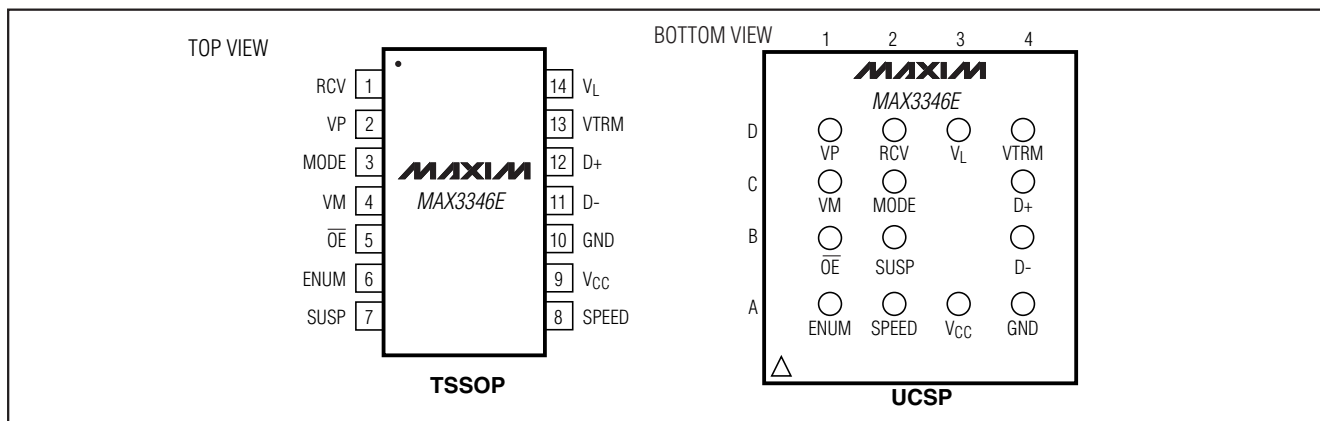 TOP VIEW
RCV 1
VP 2
MODE 3
VM 4
OE 5
ENUM 6
SUSP 7
MAXIM
MAX3346E
14 VL
13 VTRM
12 D+
11 D-
10 GND
9 VCC
8 SPEED
TSSOP
BOTTOM VIEW 1 2 3 4
MAXIM
MAX3346E
D
VP RCV VL VTRM
C
VM MODE D+
B
OE SUSP D-
A
ENUM SPEED VCC GND
UCSP